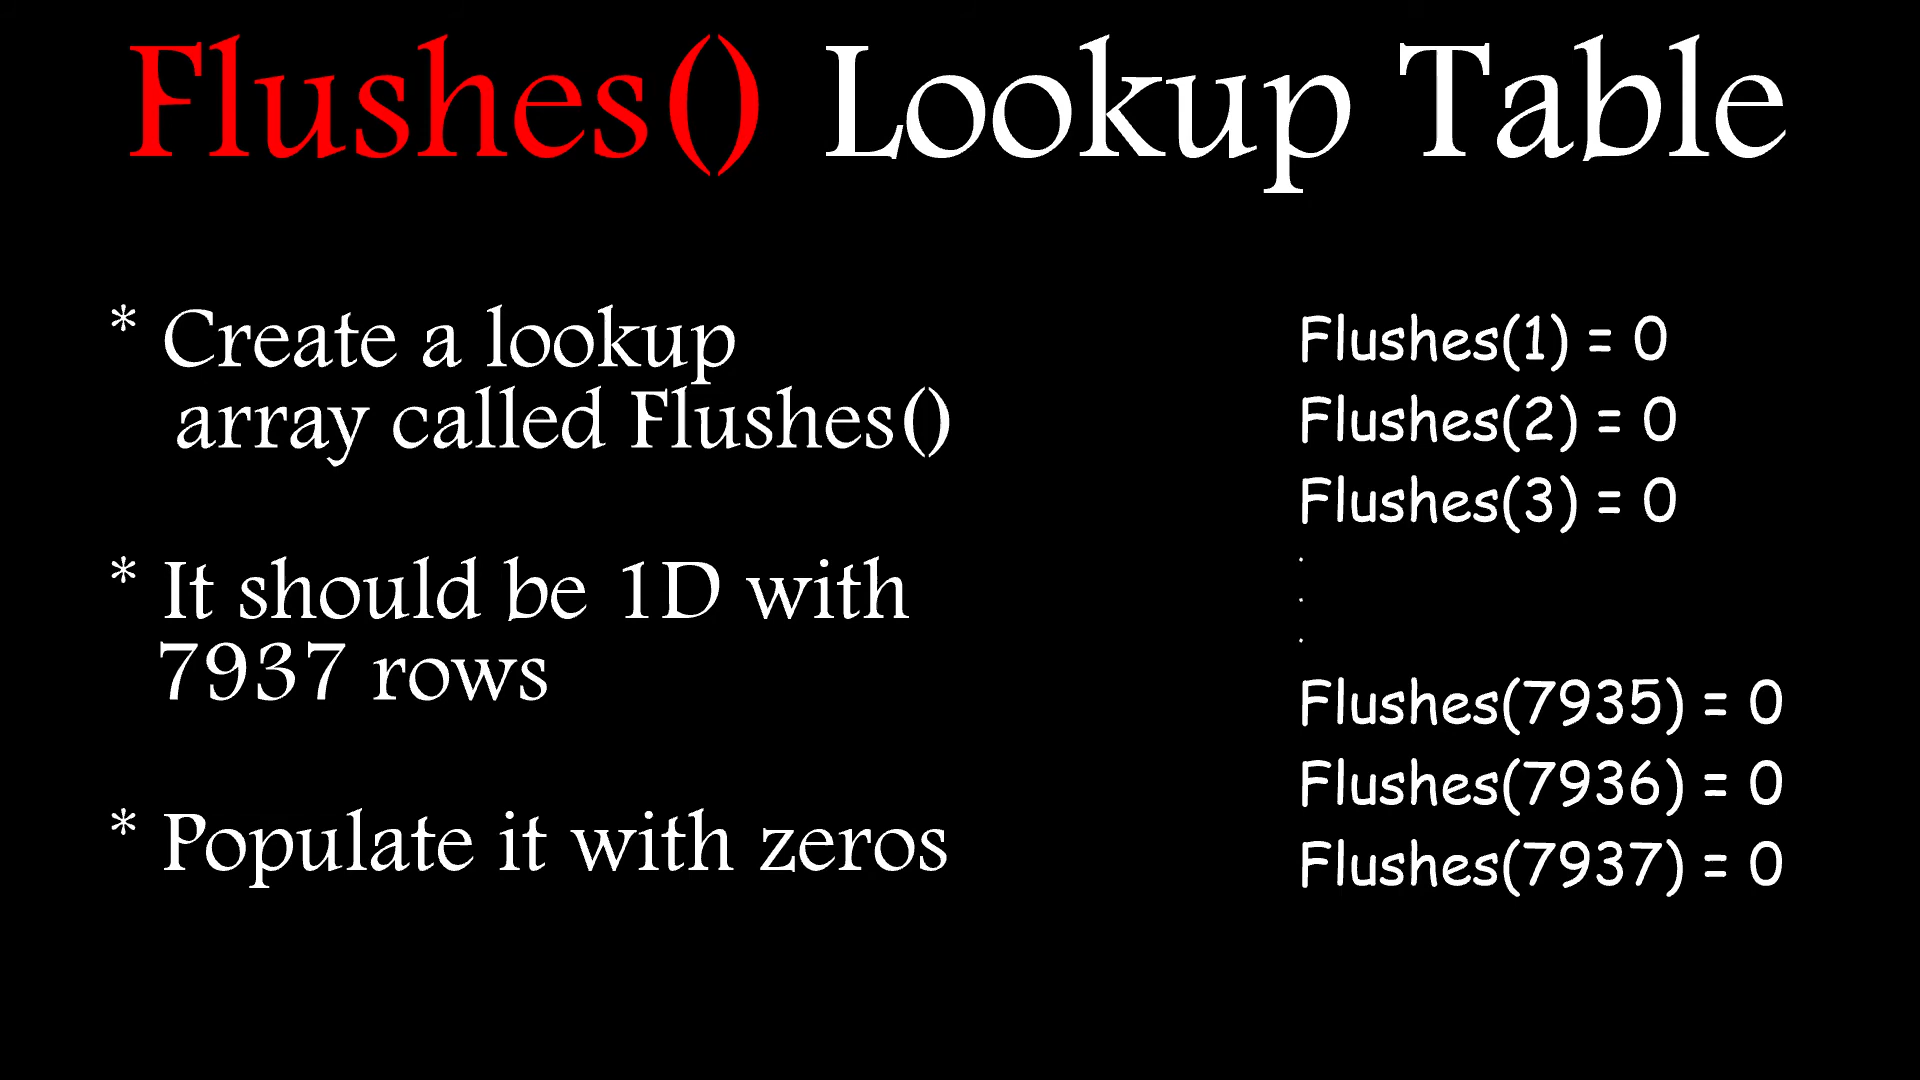 Flushes() Lookup Table
* Create a lookup
array called Flushes()
* It should be 1D with
7937 rows
* Populate it with zeros
Flushes(1) = 0
Flushes(2) = 0
Flushes(3) = 0
.
.
.
Flushes(7935) = 0
Flushes(7936) = 0
Flushes(7937) = 0